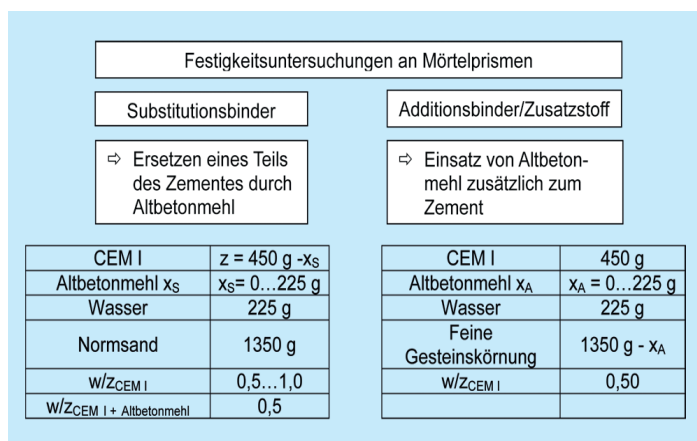 Festigkeitsuntersuchungen an Mörtelprismen
Substitutionsbinder
⇨ Ersetzen eines Teils
des Zementes durch
Altbetonmehl
CEM I z = 450 g -xS
Altbetonmehl xS xS= 0...225 g
Wasser 225 g
Normsand 1350 g
w/zCEM I 0,5...1,0
w/zCEM I + Altbetonmehl 0,5
Additionsbinder/Zusatzstoff
⇨ Einsatz von Altbeton-
mehl zusätzlich zum
Zement
CEM I 450 g
Altbetonmehl xA xA = 0...225 g
Wasser 225 g
Feine
Gesteinskörnung 1350 g - xA
w/zCEM I 0,50